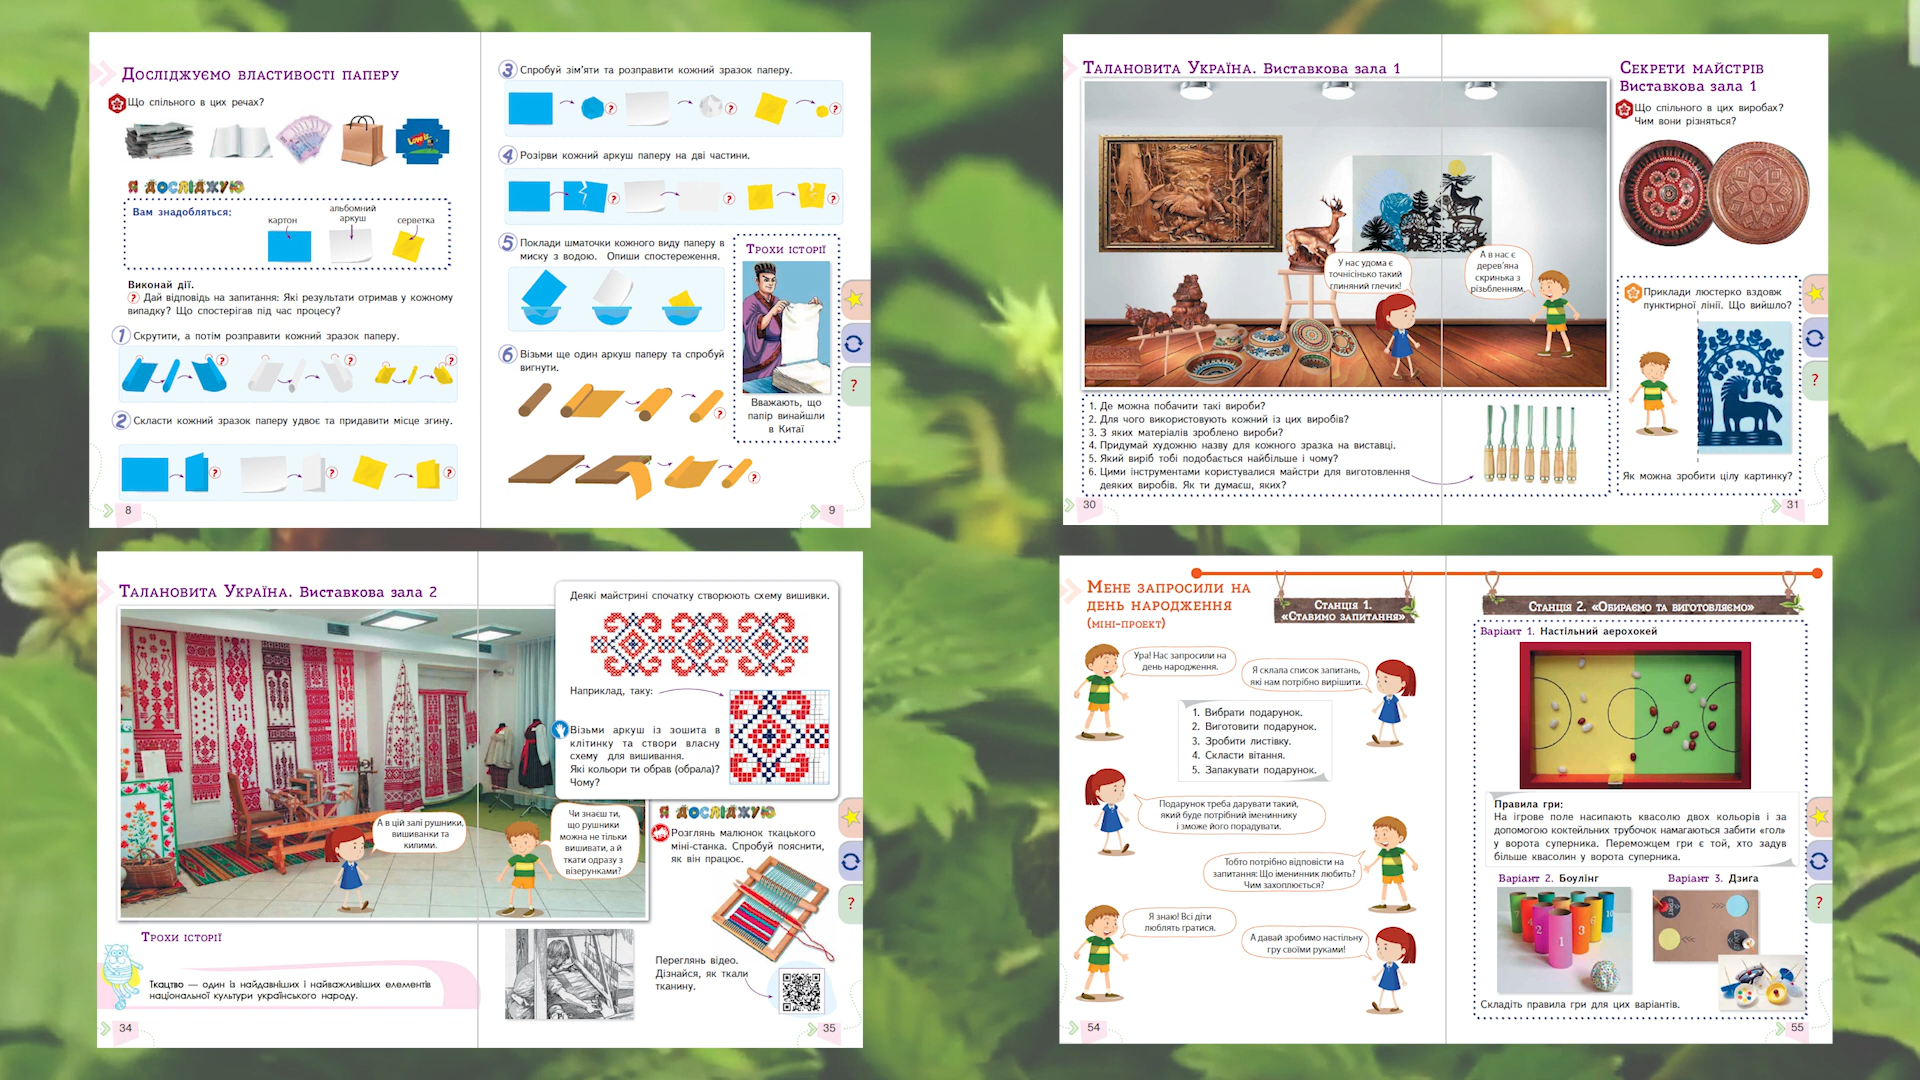 Досліджуємо властивості паперу
Що спільного в цих речах?
Love is...
Я ДОСЛІДЖУЮ
Вам знадобляться:
картон
альбомний
аркуш
серветка
Виконай дії.
? Дай відповідь на запитання: Які результати отримав у кожному
випадку? Що спостерігав під час процесу?
1 Скрутити, а потім розправити кожний зразок паперу.
? ? ?
2 Скласти кожний зразок паперу удвоє та придавити місце згину.
? ? ?
8
3 Спробуй зім'яти та розправити кожний зразок паперу.
? ? ?
4 Розірви кожний аркуш паперу на дві частини.
? ? ?
5 Поклади шматочки кожного виду паперу в
миску з водою. Опиши спостереження.
6 Візьми ще один аркуш паперу та спробуй
вигнути.
?
?
Трохи історії
Вважають, що
папір винайшли
в Китаї
?
9
Талановита Україна. Виставкова зала 1
У нас удома є
точнісінько такий
глиняний глечик!
А в нас є
дерев'яна
скринька з
різьбленням.
1. Де можна побачити такі вироби?
2. Для чого використовують кожний із цих виробів?
3. З яких матеріалів зроблено вироби?
4. Придумай художню назву для кожного зразка на виставці.
5. Який виріб тобі подобається найбільше і чому?
6. Цими інструментами користувалися майстри для виготовлення
деяких виробів. Як ти думаєш, яких?
30
Секрети майстрів
Виставкова зала 1
Що спільного в цих виробах?
Чим вони різняться?
Приклади люстерко вздовж
пунктирної лінії. Що вийшло?
Як можна зробити цілу картинку?
?
31
Талановита Україна. Виставкова зала 2
А в цій залі рушники,
вишиванки та
килими.
Чи знаєш ти,
що рушники
можна не тільки
вишивати, а й
ткати одразу з
візерунками?
Трохи історії
Ткацтво — один із найдавніших і найважливіших елементів
національної культури українського народу.
34
Деякі майстрині спочатку створюють схему вишивки.
Наприклад, таку:
Візьми аркуш із зошита в
клітинку та створи власну
схему для вишивання.
Які кольори ти обрав (обрала)?
Чому?
Я ДОСЛІДЖУЮ
Розглянь малюнок ткацького
міні-станка. Спробуй пояснити,
як він працює.
Переглянь відео.
Дізнайся, як ткали
тканину.
?
35
Мене запросили на
день народження
(міні-проект)
Станція 1.
«Ставимо запитання»
Ура! Нас запросили на
день народження.
Я склала список запитань,
які нам потрібно вирішити.
1. Вибрати подарунок.
2. Виготовити подарунок.
3. Зробити листівку.
4. Скласти вітання.
5. Запакувати подарунок.
Подарунок треба дарувати такий,
який буде потрібний імениннику
і зможе його порадувати.
Тобто потрібно відповісти на
запитання: Що іменинник любить?
Чим захоплюється?
Я знаю! Всі діти
люблять гратися.
А давай зробимо настільну
гру своїми руками!
54
Станція 2. «Обираємо та виготовляємо»
Варіант 1. Настільний аерохокей
Правила гри:
На ігрове поле насипають квасолю двох кольорів і за
допомогою коктейльних трубочок намагаються забити «гол»
у ворота суперника. Переможцем гри є той, хто задув
більше квасолин у ворота суперника.
Варіант 2. Боулінг
Варіант 3. Дзиґа
7 10
4 6
2 3
1
Складіть правила гри для цих варіантів.
?
55